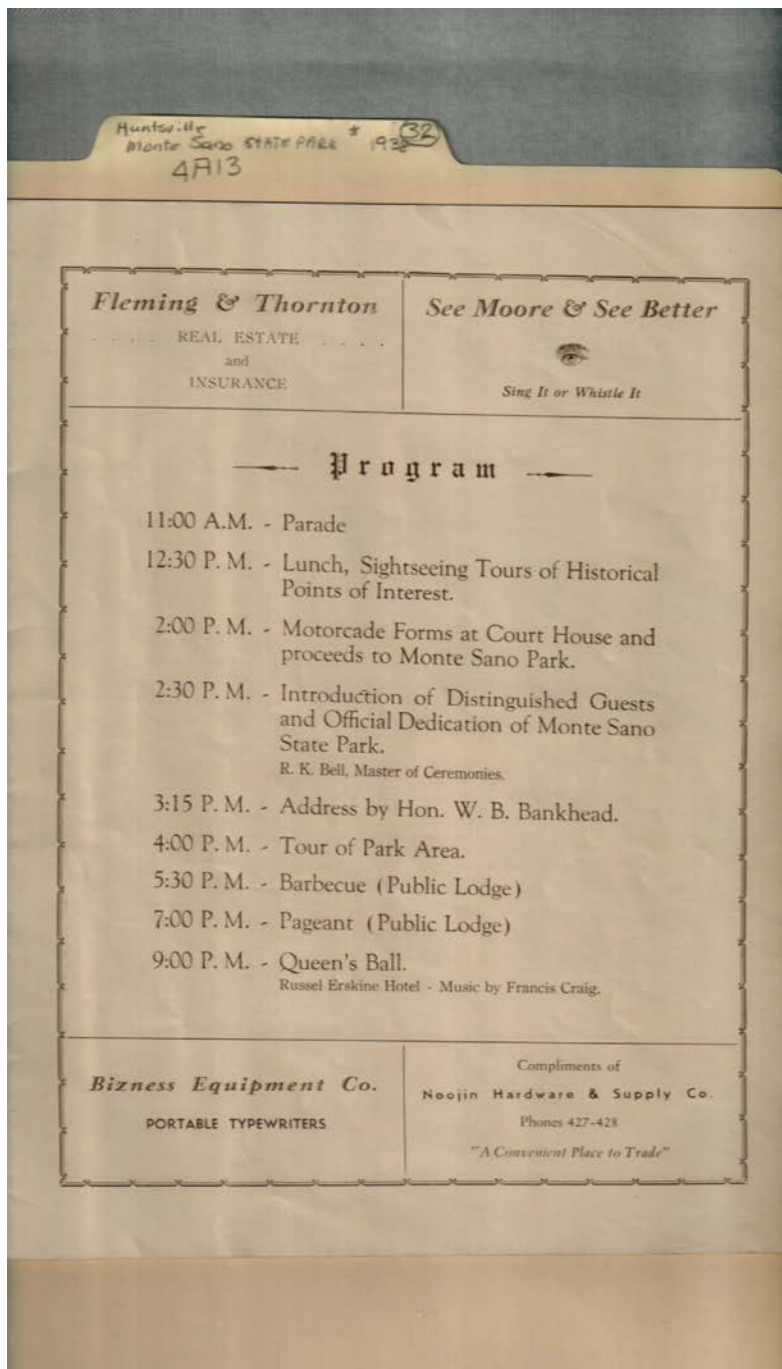 Huntsville
Monte Sano STATE PARK * 193 32
4A13
Fleming & Thornton
. . . . REAL ESTATE . . . .
and
INSURANCE
See Moore & See Better
Sing It or Whistle It
Program
11:00 A.M. - Parade
12:30 P. M. - Lunch, Sightseeing Tours of Historical
Points of Interest.
2:00 P. M. - Motorcade Forms at Court House and
proceeds to Monte Sano Park.
2:30 P. M. - Introduction of Distinguished Guests
and Official Dedication of Monte Sano
State Park.
R. K. Bell, Master of Ceremonies.
3:15 P. M. - Address by Hon. W. B. Bankhead.
4:00 P. M. - Tour of Park Area.
5:30 P. M. - Barbecue (Public Lodge)
7:00 P. M. - Pageant (Public Lodge)
9:00 P. M. - Queen's Ball.
Russel Erskine Hotel - Music by Francis Craig.
Bizness Equipment Co.
PORTABLE TYPEWRITERS
Compliments of
Noojin Hardware & Supply Co.
Phones 427-428
"A Convenient Place to Trade"